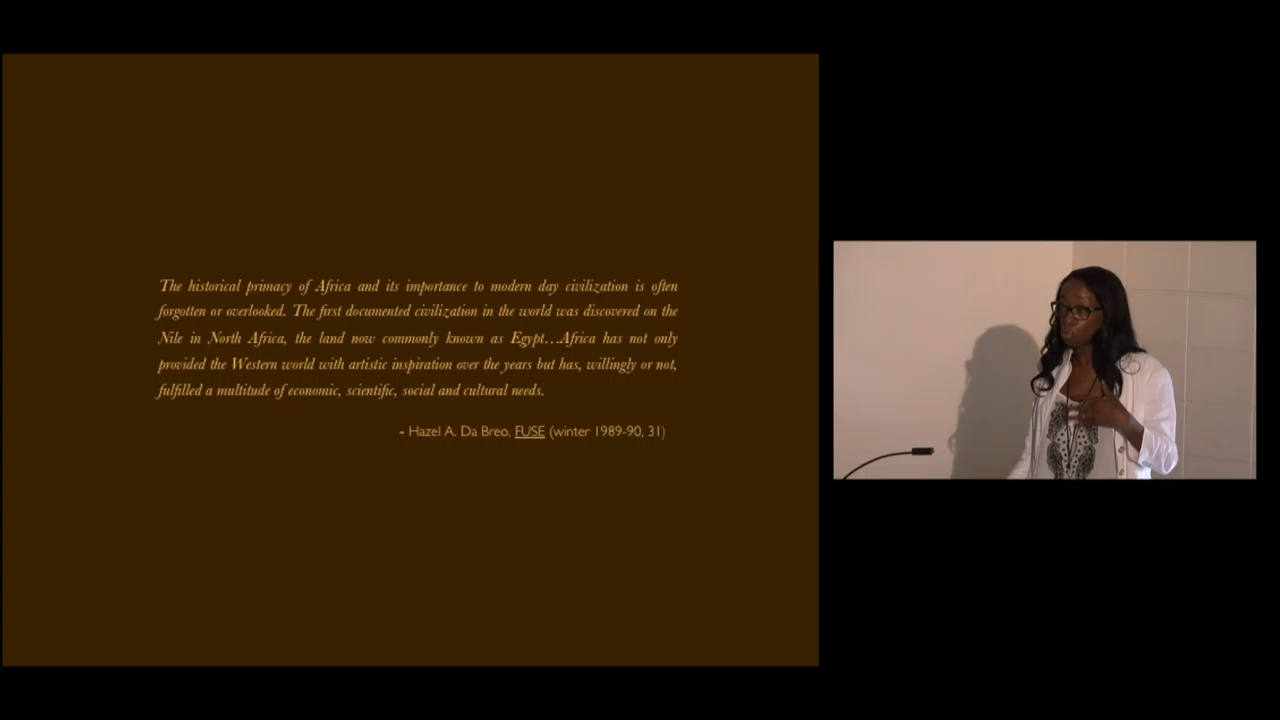 The historical primacy of Africa and its importance to modern day civilization is often
forgotten or overlooked. The first documented civilization in the world was discovered on the
Nile in North Africa, the land now commonly known as Egypt…Africa has not only
provided the Western world with artistic inspiration over the years but has, willingly or not,
fulfilled a multitude of economic, scientific, social and cultural needs.
- Hazel A. Da Breo, FUSE (winter 1989-90, 31)